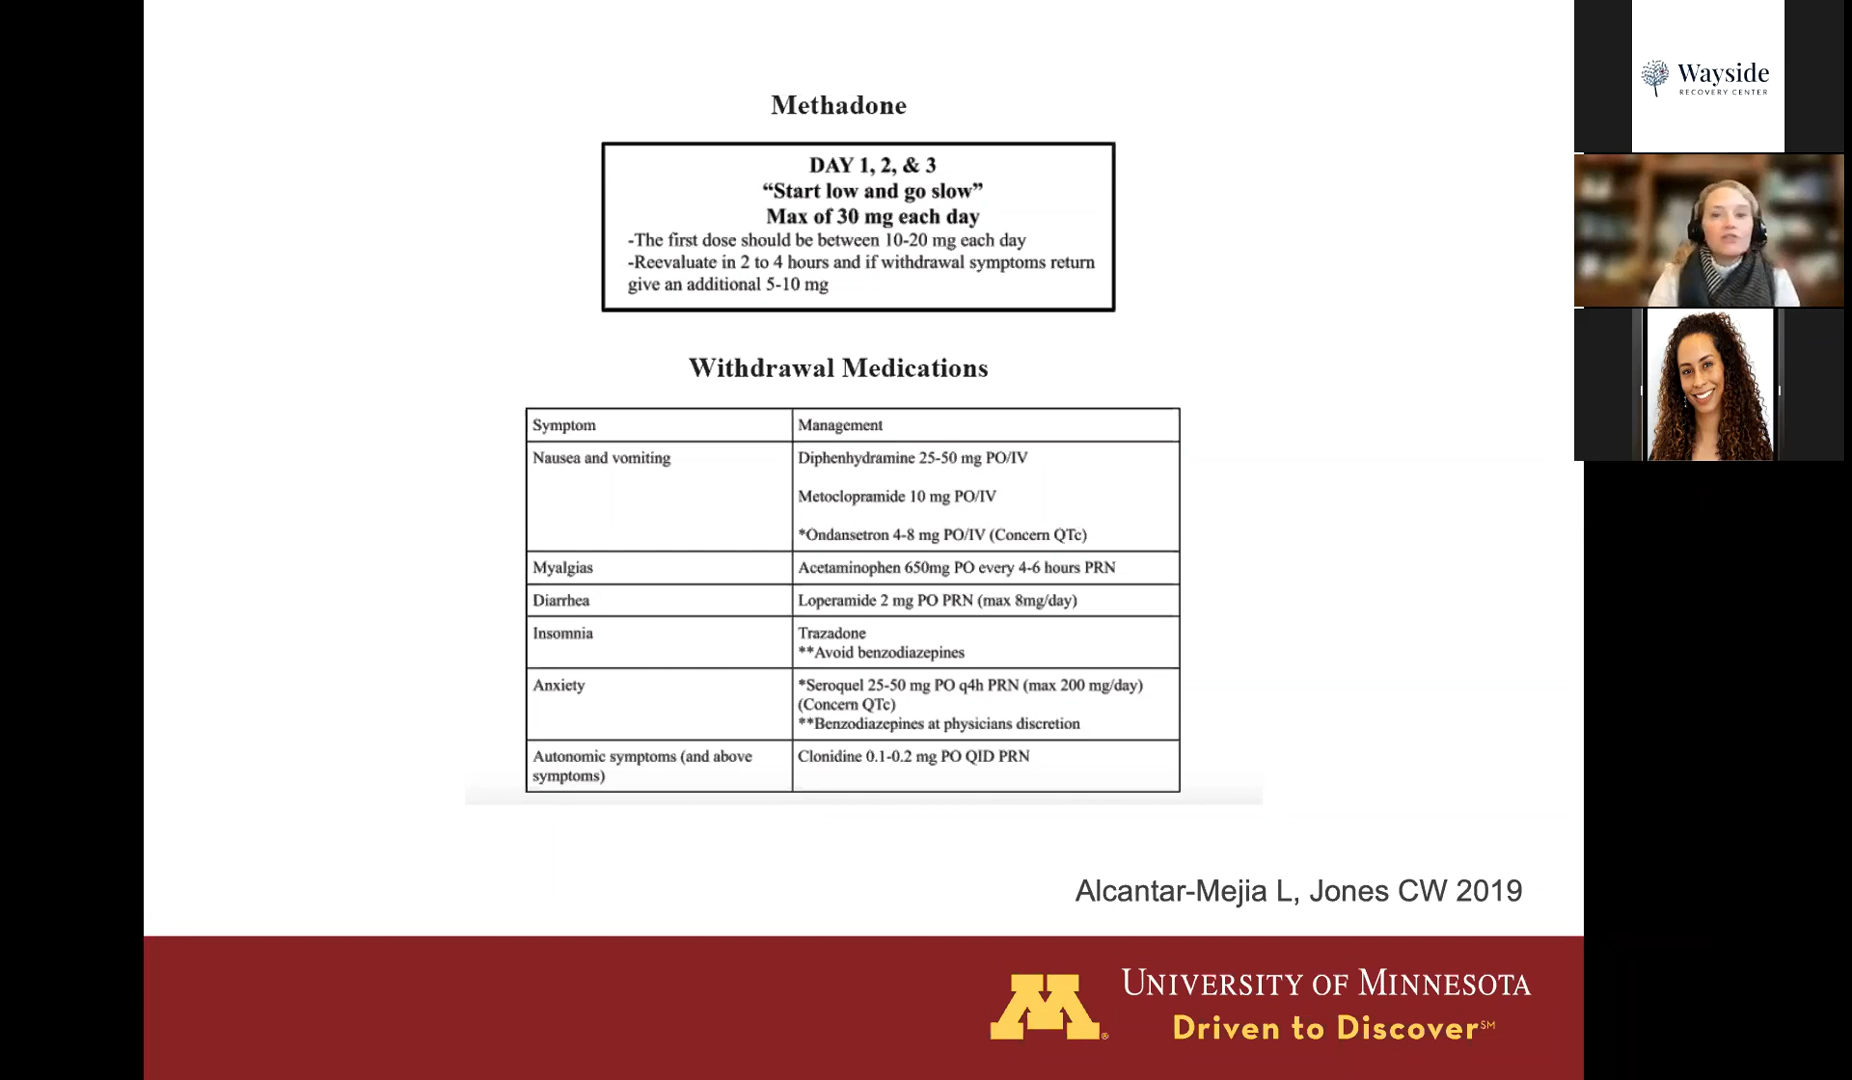 Methadone
DAY 1, 2, & 3
“Start low and go slow”
Max of 30 mg each day
-The first dose should be between 10-20 mg each day
-Reevaluate in 2 to 4 hours and if withdrawal symptoms return
give an additional 5-10 mg
Withdrawal Medications
Symptom
Management
Nausea and vomiting
Diphenhydramine 25-50 mg PO/IV
Metoclopramide 10 mg PO/IV
*Ondansetron 4-8 mg PO/IV (Concern QTc)
Myalgias
Acetaminophen 650mg PO every 4-6 hours PRN
Diarrhea
Loperamide 2 mg PO PRN (max 8mg/day)
Insomnia
Trazadone
**Avoid benzodiazepines
Anxiety
*Seroquel 25-50 mg PO q4h PRN (max 200 mg/day)
(Concern QTc)
**Benzodiazepines at physicians discretion
Autonomic symptoms (and above
symptoms)
Clonidine 0.1-0.2 mg PO QID PRN
Alcantar-Mejia L, Jones CW 2019
M®
UNIVERSITY OF MINNESOTA
Driven to Discover℠
Wayside
RECOVERY CENTER